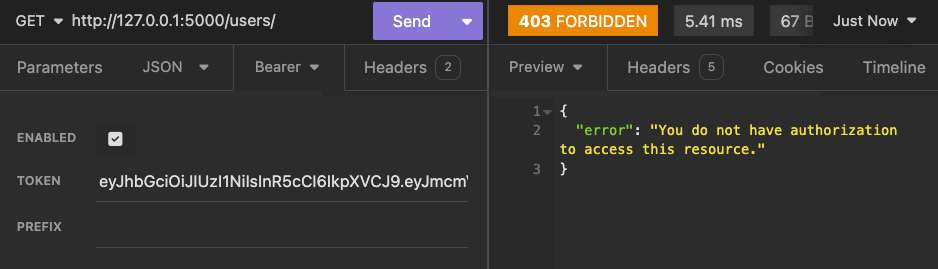 GET http://127.0.0.1:5000/users/ Send 403 FORBIDDEN 5.41 ms 67 B Just Now
Parameters JSON Bearer Headers 2 Preview Headers 5 Cookies Timeline
ENABLED
TOKEN eyJhbGciOiJIUzI1NiIsInR5cCI6IkpXVCJ9.eyJmcm
PREFIX
1 {
2 "error": "You do not have authorization
to access this resource."
3 }